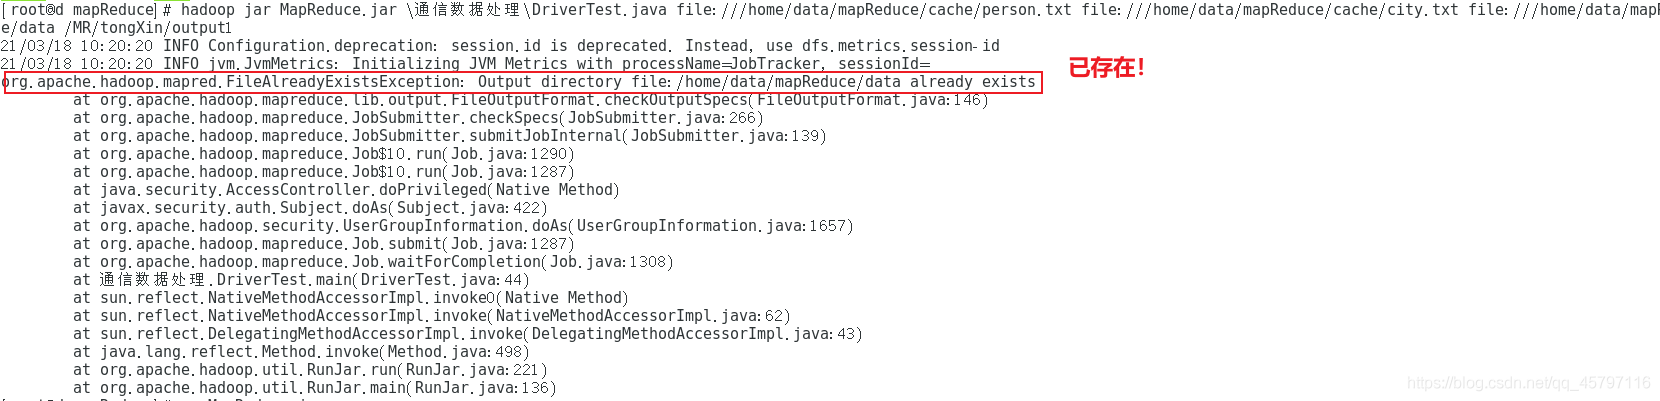 [root@d mapReduce]# hadoop jar MapReduce.jar \通信数据处理\DriverTest.java file:///home/data/mapReduce/cache/person.txt file:///home/data/mapReduce/cache/city.txt file:///home/data/mapR
e/data /MR/tongXin/output1
21/03/18 10:20:20 INFO Configuration.deprecation: session.id is deprecated. Instead, use dfs.metrics.session-id
21/03/18 10:20:20 INFO jvm.JvmMetrics: Initializing JVM Metrics with processName=JobTracker, sessionId=
已存在!
org.apache.hadoop.mapred.FileAlreadyExistsException: Output directory file:/home/data/mapReduce/data already exists
at org.apache.hadoop.mapreduce.lib.output.FileOutputFormat.checkOutputSpecs(FileOutputFormat.java:146)
at org.apache.hadoop.mapreduce.JobSubmitter.checkSpecs(JobSubmitter.java:266)
at org.apache.hadoop.mapreduce.JobSubmitter.submitJobInternal(JobSubmitter.java:139)
at org.apache.hadoop.mapreduce.Job$10.run(Job.java:1290)
at org.apache.hadoop.mapreduce.Job$10.run(Job.java:1287)
at java.security.AccessController.doPrivileged(Native Method)
at javax.security.auth.Subject.doAs(Subject.java:422)
at org.apache.hadoop.security.UserGroupInformation.doAs(UserGroupInformation.java:1657)
at org.apache.hadoop.mapreduce.Job.submit(Job.java:1287)
at org.apache.hadoop.mapreduce.Job.waitForCompletion(Job.java:1308)
at 通信数据处理.DriverTest.main(DriverTest.java:44)
at sun.reflect.NativeMethodAccessorImpl.invoke0(Native Method)
at sun.reflect.NativeMethodAccessorImpl.invoke(NativeMethodAccessorImpl.java:62)
at sun.reflect.DelegatingMethodAccessorImpl.invoke(DelegatingMethodAccessorImpl.java:43)
at java.lang.reflect.Method.invoke(Method.java:498)
at org.apache.hadoop.util.RunJar.run(RunJar.java:221)
at org.apache.hadoop.util.RunJar.main(RunJar.java:136)
https://blog.csdn.net/qq_45797116